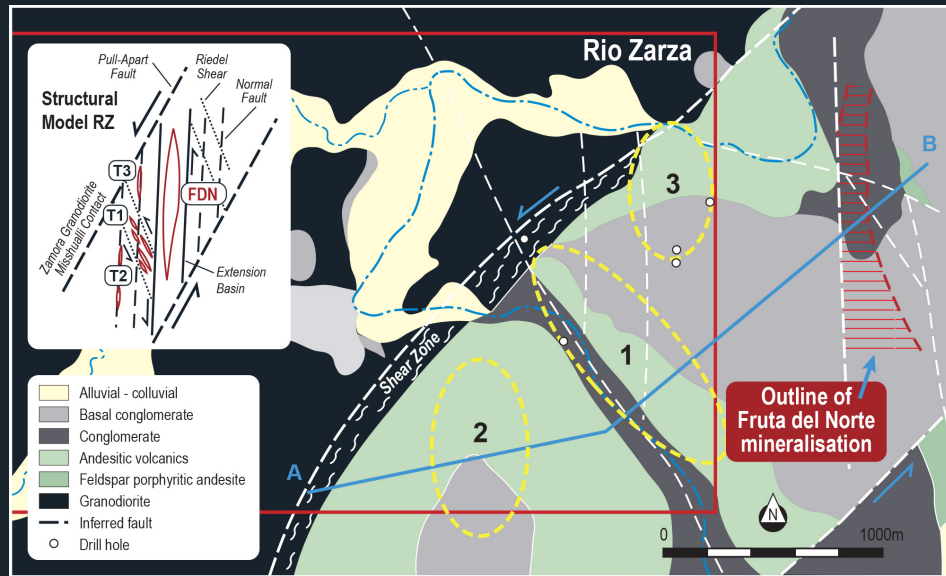 Rio Zarza
Structural
Model RZ
Pull-Apart
Fault
Riedel
Shear
Normal
Fault
T3
T1
T2
FDN
Zamora Granodiorite
Misshualli Contact
Extension
Basin
Shear Zone
A
B
1
2
3
Outline of
Fruta del Norte
mineralisation
Alluvial - colluvial
Basal conglomerate
Conglomerate
Andesitic volcanics
Feldspar porphyritic andesite
Granodiorite
Inferred fault
Drill hole
N
0
1000m